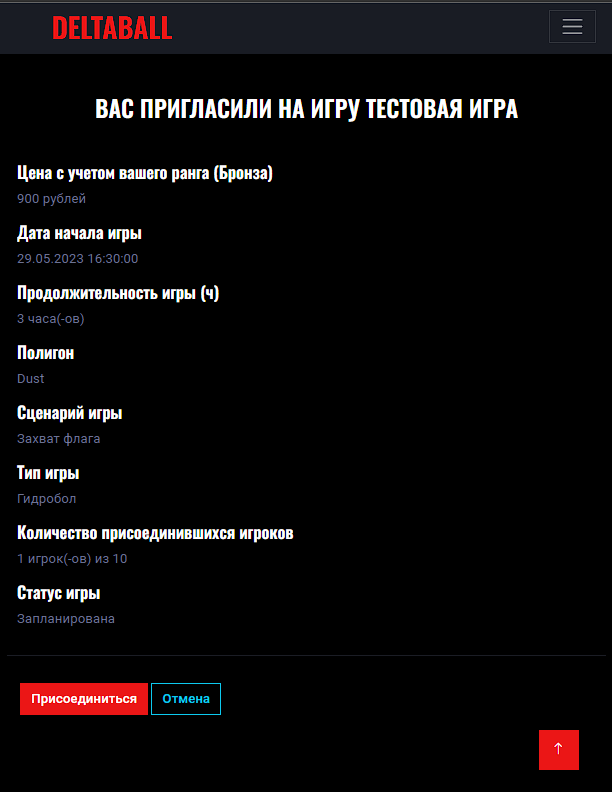 DELTABALL
ВАС ПРИГЛАСИЛИ НА ИГРУ ТЕСТОВАЯ ИГРА
Цена с учетом вашего ранга (Бронза)
900 рублей
Дата начала игры
29.05.2023 16:30:00
Продолжительность игры (ч)
3 часа(-ов)
Полигон
Dust
Сценарий игры
Захват флага
Тип игры
Гидробол
Количество присоединившихся игроков
1 игрок(-ов) из 10
Статус игры
Запланирована
Присоединиться Отмена